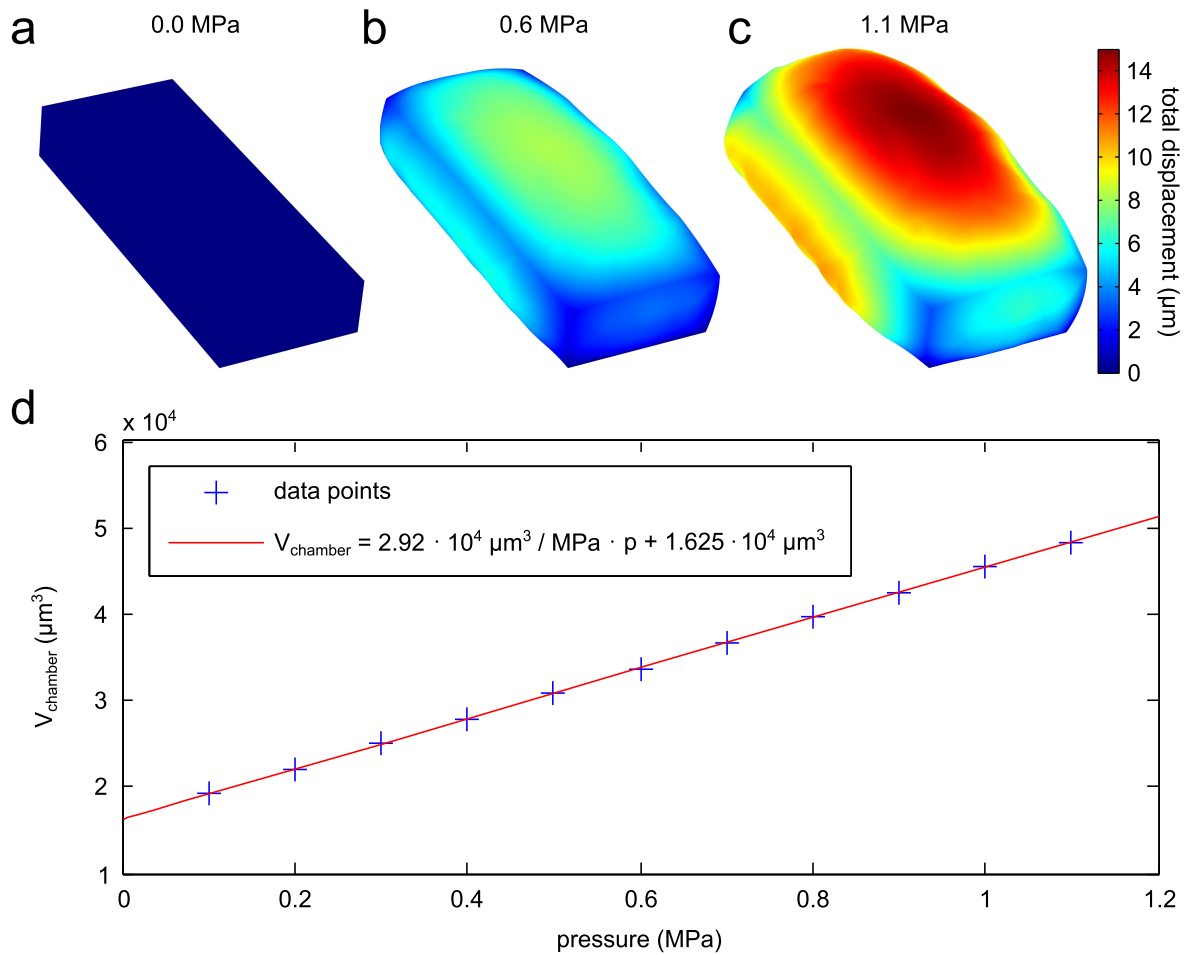 a
0.0 MPa
b
0.6 MPa
c
1.1 MPa
14
12
10
8
6
4
2
0
total displacement (µm)
d
x 10⁴
6
5
4
3
2
1
V_chamber (µm³)
data points
V_chamber = 2.92 · 10⁴ µm³ / MPa · p + 1.625 · 10⁴ µm³
0 0.2 0.4 0.6 0.8 1 1.2
pressure (MPa)